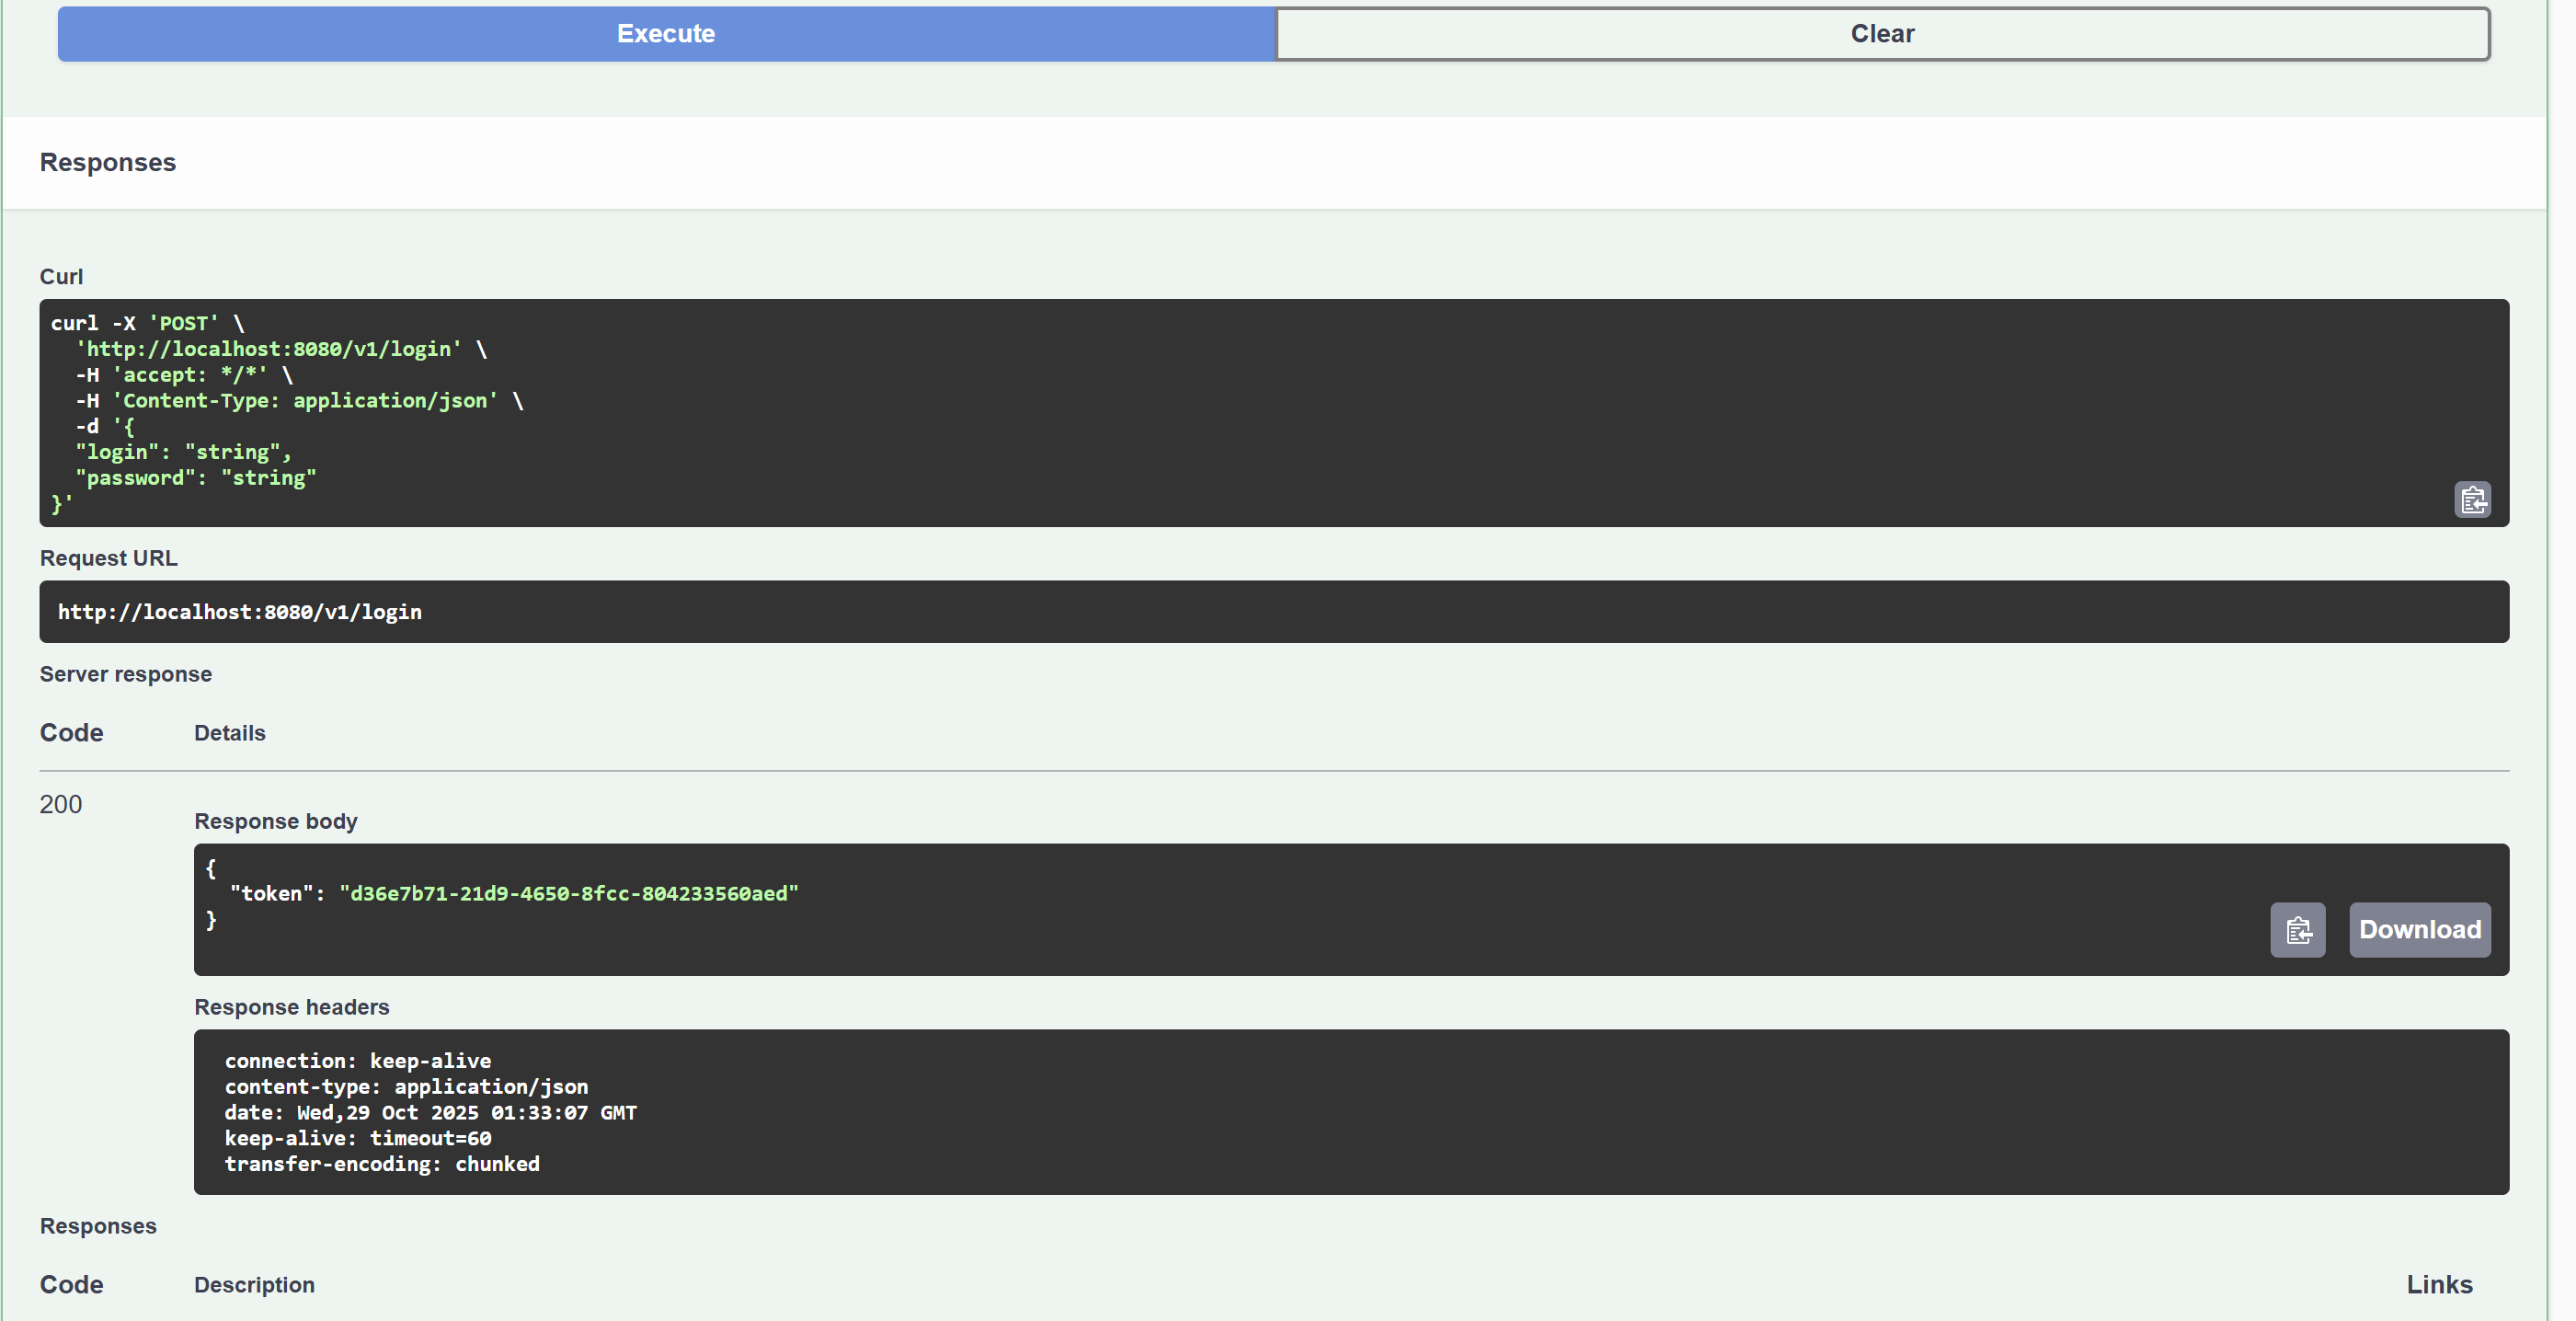 Execute
Clear
Responses
Curl
curl -X 'POST' \
  'http://localhost:8080/v1/login' \
  -H 'accept: */*' \
  -H 'Content-Type: application/json' \
  -d '{
  "login": "string",
  "password": "string"
}'
Request URL
http://localhost:8080/v1/login
Server response
Code Details
200
Response body
{
  "token": "d36e7b71-21d9-4650-8fcc-804233560aed"
}
Download
Response headers
connection: keep-alive
content-type: application/json
date: Wed,29 Oct 2025 01:33:07 GMT
keep-alive: timeout=60
transfer-encoding: chunked
Responses
Code Description Links